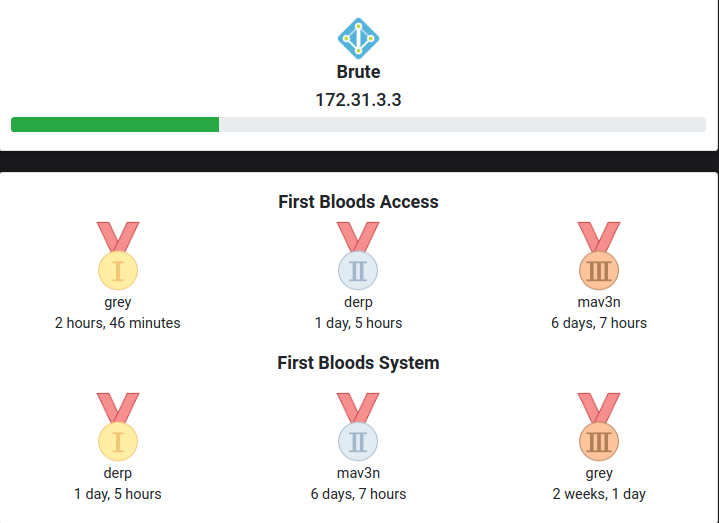 Brute
172.31.3.3
First Bloods Access
I II III
grey derp mav3n
2 hours, 46 minutes 1 day, 5 hours 6 days, 7 hours
First Bloods System
I II III
derp mav3n grey
1 day, 5 hours 6 days, 7 hours 2 weeks, 1 day